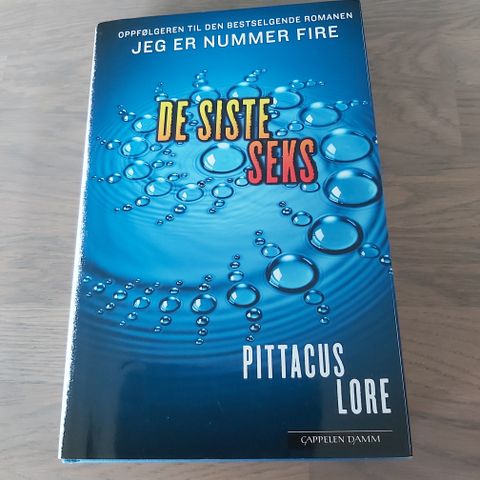 OPPFØLGEREN TIL DEN BESTSELGENDE ROMANEN
JEG ER NUMMER FIRE
DE SISTE
SEKS
PITTACUS
LORE
CAPPELEN DAMM